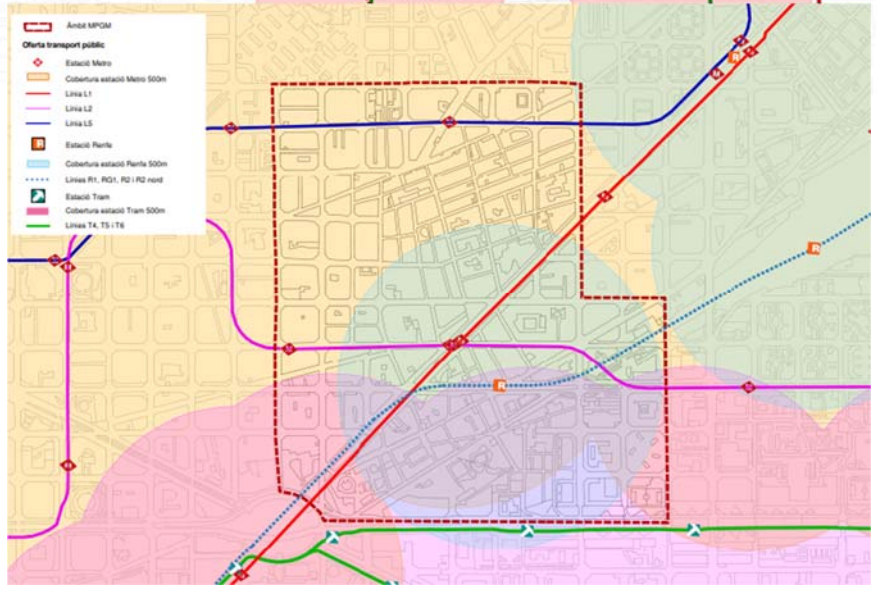 Àmbit MPGM
Oferta transport públic
Estació Metro
Cobertura estació Metro 500m
Línia L1
Línia L2
Línia L5
Estació Renfe
Cobertura estació Renfe 500m
Línies R1, RG1, R2 i R2 nord
Estació Tram
Cobertura estació Tram 500m
Línies T4, T5 i T6
R
R
R